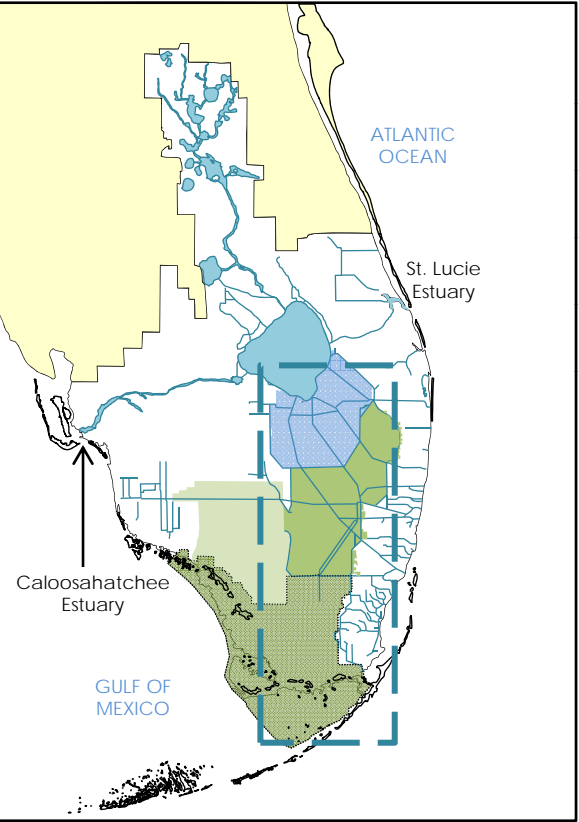 ATLANTIC
OCEAN
St. Lucie
Estuary
Caloosahatchee
Estuary
GULF OF
MEXICO